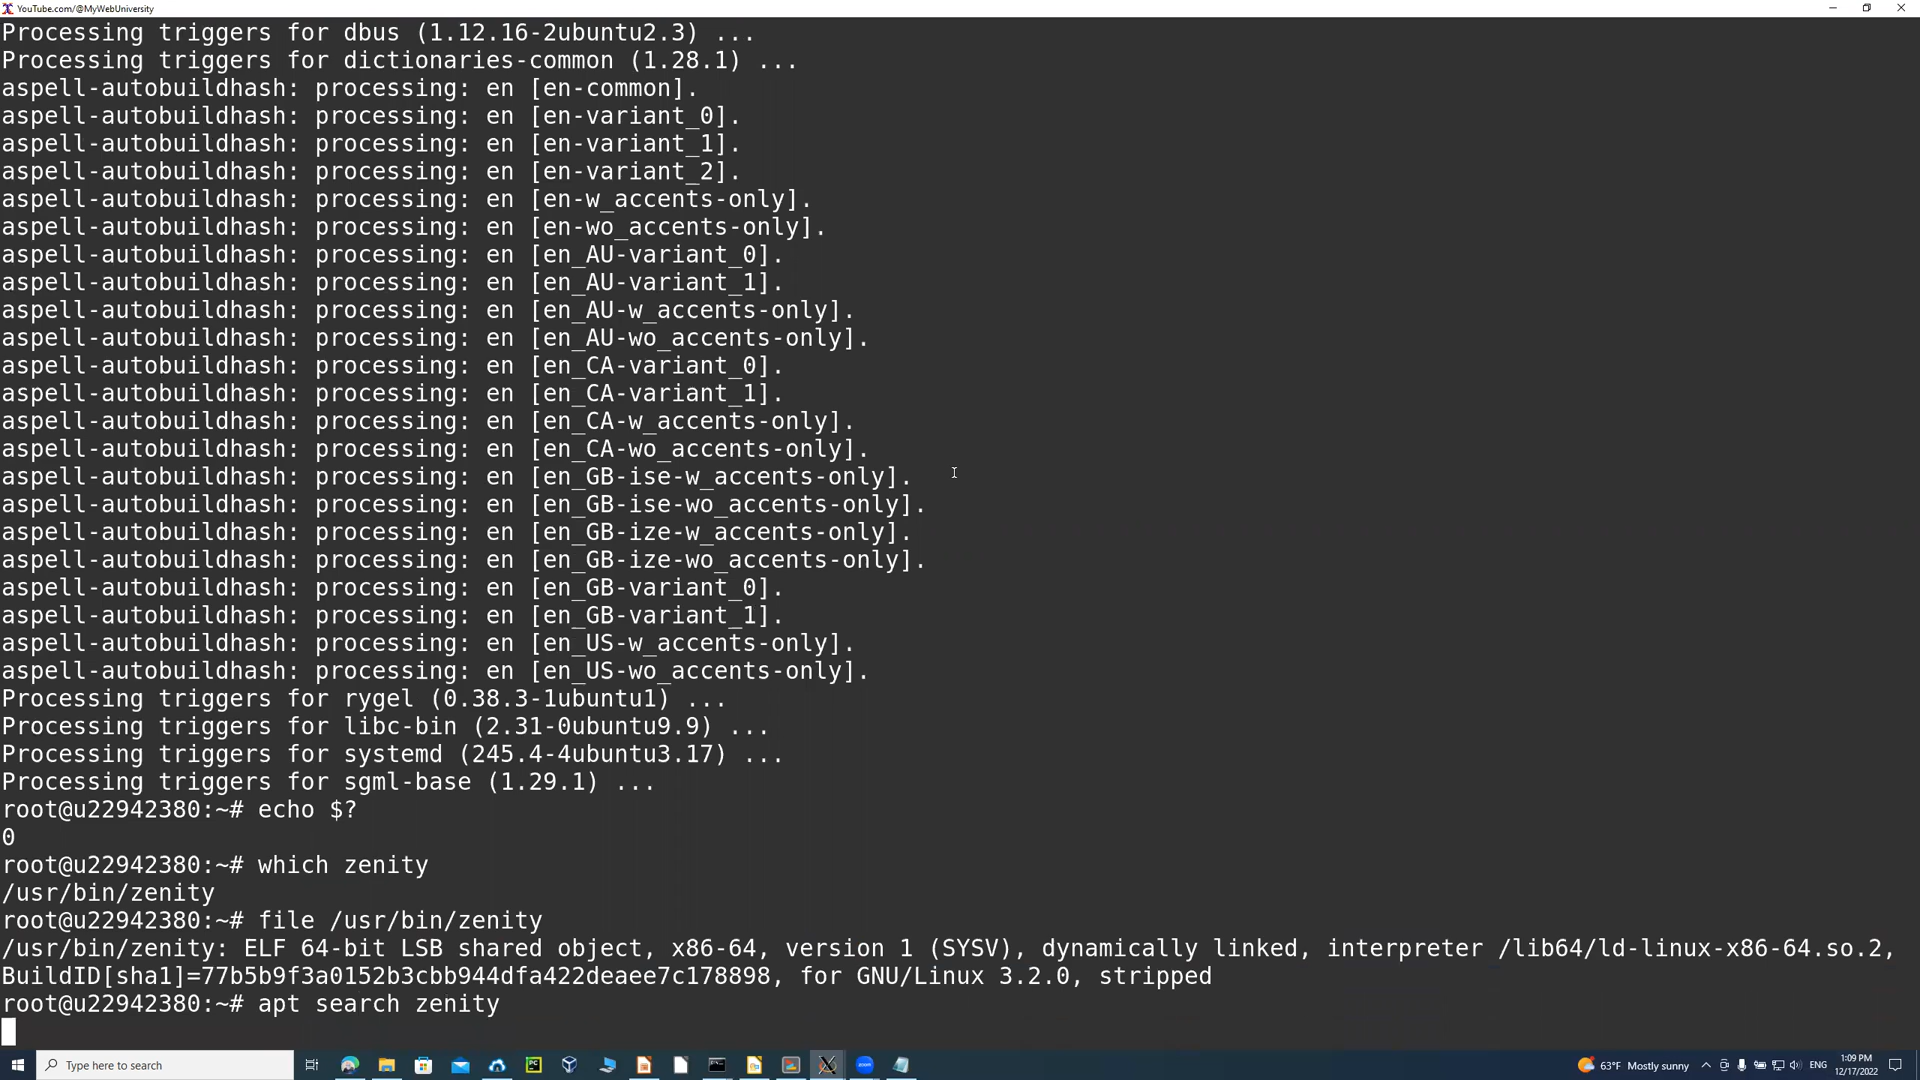 YouTube.com/@MyWebUniversity
Processing triggers for dbus (1.12.16-2ubuntu2.3) ...
Processing triggers for dictionaries-common (1.28.1) ...
aspell-autobuildhash: processing: en [en-common].
aspell-autobuildhash: processing: en [en-variant_0].
aspell-autobuildhash: processing: en [en-variant_1].
aspell-autobuildhash: processing: en [en-variant_2].
aspell-autobuildhash: processing: en [en-w_accents-only].
aspell-autobuildhash: processing: en [en-wo_accents-only].
aspell-autobuildhash: processing: en [en_AU-variant_0].
aspell-autobuildhash: processing: en [en_AU-variant_1].
aspell-autobuildhash: processing: en [en_AU-w_accents-only].
aspell-autobuildhash: processing: en [en_AU-wo_accents-only].
aspell-autobuildhash: processing: en [en_CA-variant_0].
aspell-autobuildhash: processing: en [en_CA-variant_1].
aspell-autobuildhash: processing: en [en_CA-w_accents-only].
aspell-autobuildhash: processing: en [en_CA-wo_accents-only].
aspell-autobuildhash: processing: en [en_GB-ise-w_accents-only].
aspell-autobuildhash: processing: en [en_GB-ise-wo_accents-only].
aspell-autobuildhash: processing: en [en_GB-ize-w_accents-only].
aspell-autobuildhash: processing: en [en_GB-ize-wo_accents-only].
aspell-autobuildhash: processing: en [en_GB-variant_0].
aspell-autobuildhash: processing: en [en_GB-variant_1].
aspell-autobuildhash: processing: en [en_US-w_accents-only].
aspell-autobuildhash: processing: en [en_US-wo_accents-only].
Processing triggers for rygel (0.38.3-1ubuntu1) ...
Processing triggers for libc-bin (2.31-0ubuntu9.9) ...
Processing triggers for systemd (245.4-4ubuntu3.17) ...
Processing triggers for sgml-base (1.29.1) ...
root@u22942380:~# echo $?
0
root@u22942380:~# which zenity
/usr/bin/zenity
root@u22942380:~# file /usr/bin/zenity
/usr/bin/zenity: ELF 64-bit LSB shared object, x86-64, version 1 (SYSV), dynamically linked, interpreter /lib64/ld-linux-x86-64.so.2,
BuildID[sha1]=77b5b9f3a0152b3cbb944dfa422deaee7c178898, for GNU/Linux 3.2.0, stripped
root@u22942380:~# apt search zenity
Type here to search
63°F Mostly sunny
ENG
1:09 PM
12/17/2022